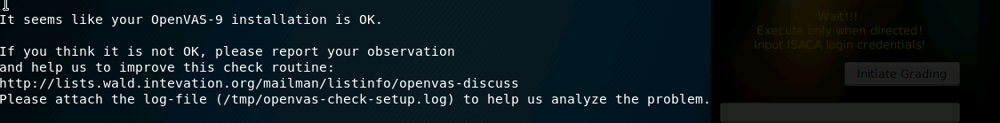 It seems like your OpenVAS-9 installation is OK.
If you think it is not OK, please report your observation
and help us to improve this check routine:
http://lists.wald.intevation.org/mailman/listinfo/openvas-discuss
Please attach the log-file (/tmp/openvas-check-setup.log) to help us analyze the problem.
Wait!!!
Execute only when directed!
Input ISACA login credentials!
Initiate Grading